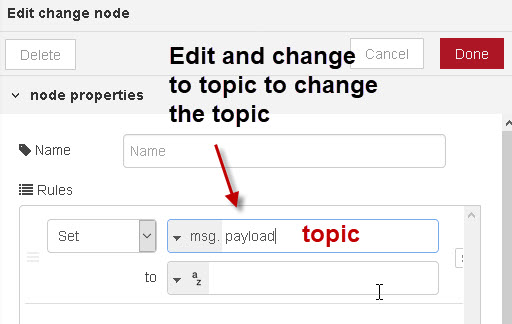 Edit change node
Delete
Cancel
Done
Edit and change
to topic to change
the topic
node properties
Name
Name
Rules
Set
msg. payload
topic
to
a
z